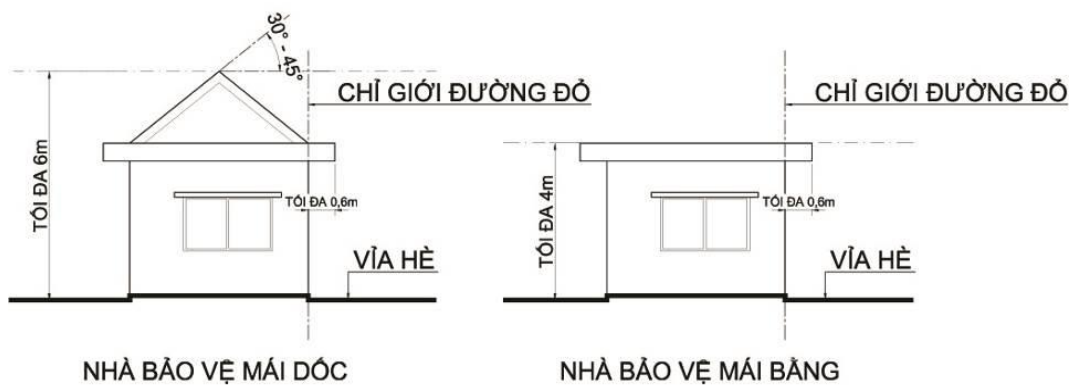 30° - 45°
CHỈ GIỚI ĐƯỜNG ĐỎ
TỐI ĐA 6m
TỐI ĐA 0,6m
VỈA HÈ
NHÀ BẢO VỆ MÁI DỐC
CHỈ GIỚI ĐƯỜNG ĐỎ
TỐI ĐA 4m
TỐI ĐA 0,6m
VỈA HÈ
NHÀ BẢO VỆ MÁI BẰNG